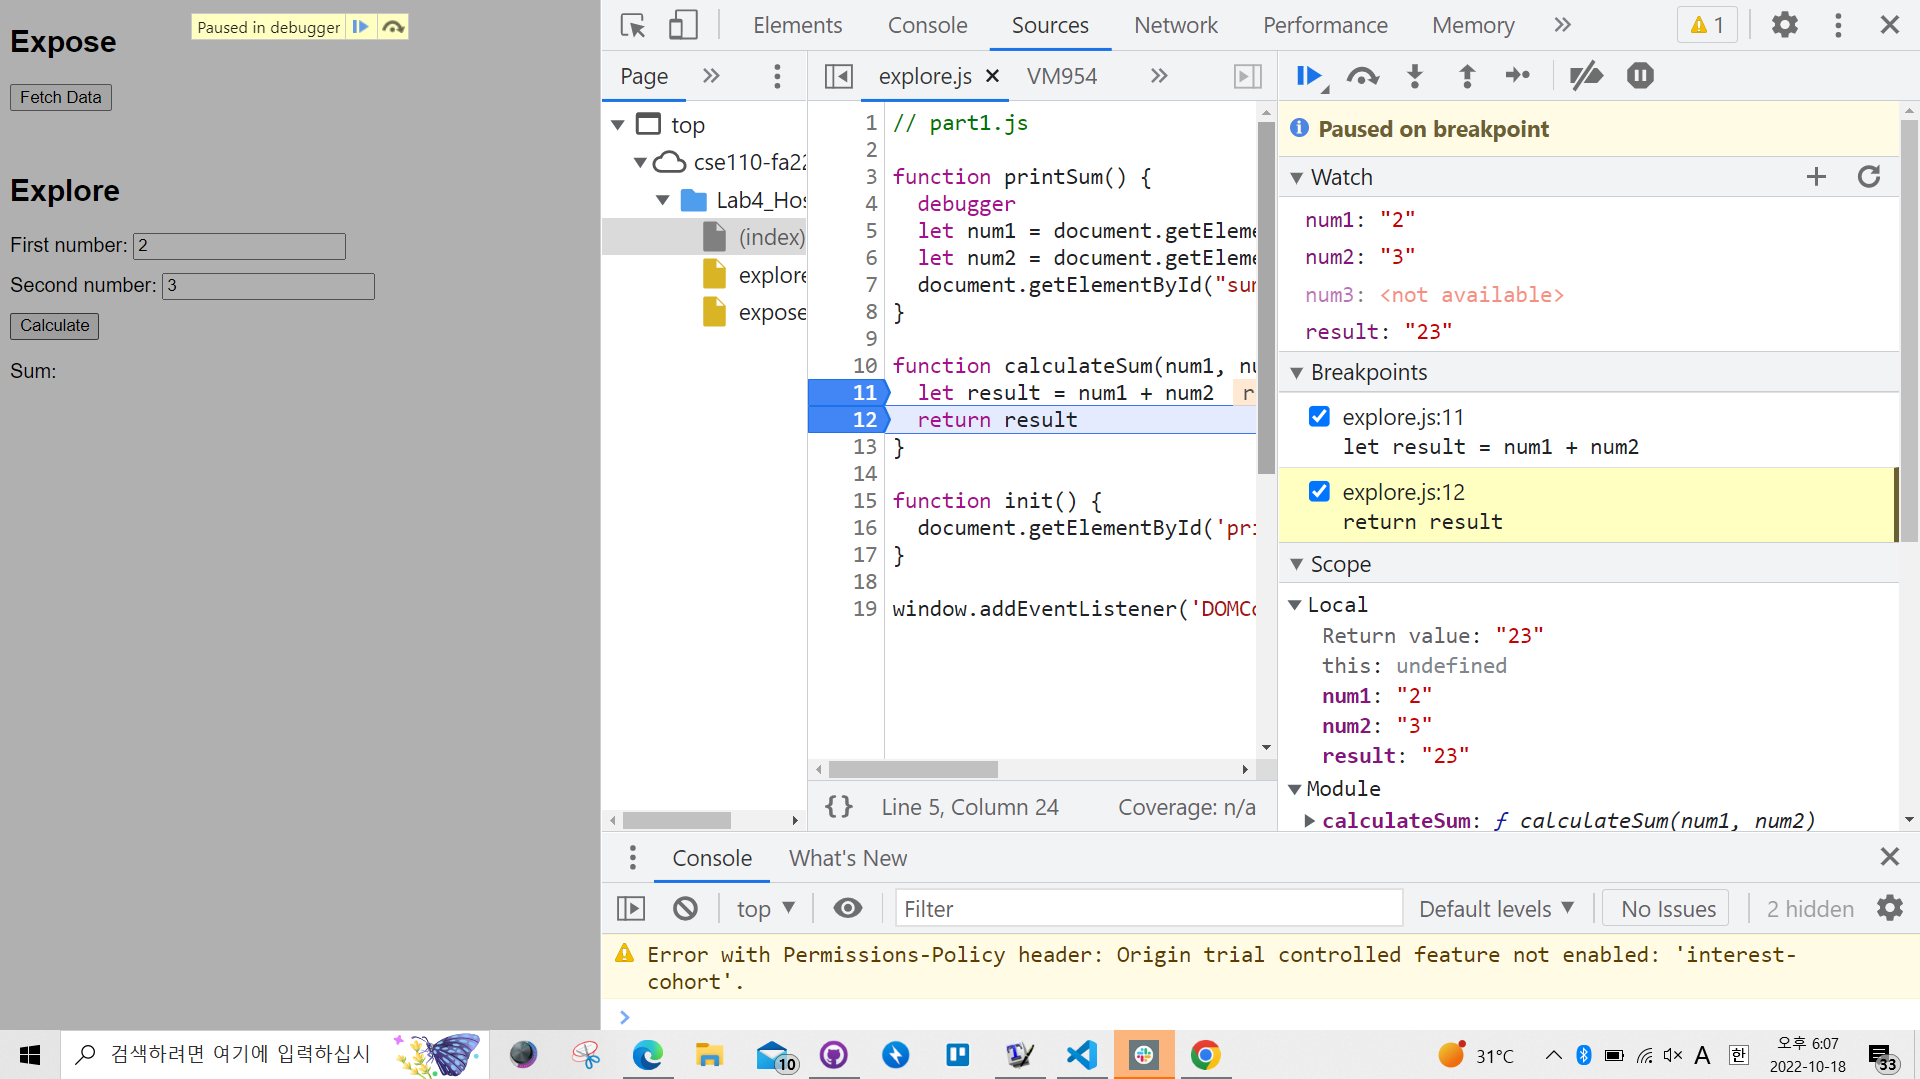 Expose
Paused in debugger
Fetch Data
Explore
First number: 2
Second number: 3
Calculate
Sum:
Elements Console Sources Network Performance Memory 1
Page
explore.js VM954
top
cse110-fa22
Lab4_Hos
(index)
explore
expose
1 // part1.js
2
3 function printSum() {
4 debugger
5 let num1 = document.getEleme
6 let num2 = document.getEleme
7 document.getElementById("sum
8 }
9
10 function calculateSum(num1, nu
11 let result = num1 + num2 r
12 return result
13 }
14
15 function init() {
16 document.getElementById('pri
17 }
18
19 window.addEventListener('DOMCo
{} Line 5, Column 24 Coverage: n/a
Paused on breakpoint
Watch
num1: "2"
num2: "3"
num3: <not available>
result: "23"
Breakpoints
explore.js:11
let result = num1 + num2
explore.js:12
return result
Scope
Local
Return value: "23"
this: undefined
num1: "2"
num2: "3"
result: "23"
Module
calculateSum: ƒ calculateSum(num1, num2)
Console What's New
top Filter Default levels No Issues 2 hidden
Error with Permissions-Policy header: Origin trial controlled feature not enabled: 'interest-
cohort'.
검색하려면 여기에 입력하십시
10
31°C
A
한
오후 6:07
2022-10-18
33